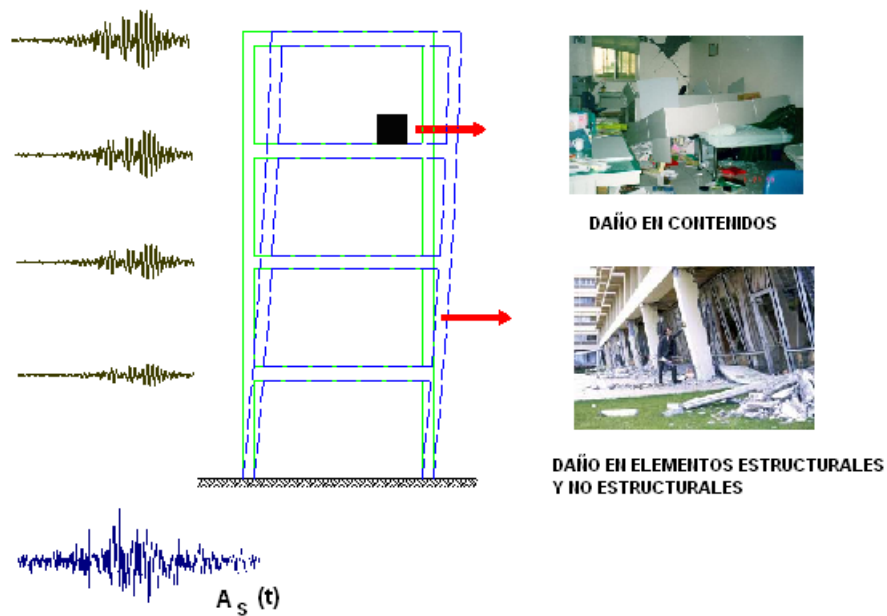 DAÑO EN CONTENIDOS
DAÑO EN ELEMENTOS ESTRUCTURALES
Y NO ESTRUCTURALES
A S (t)